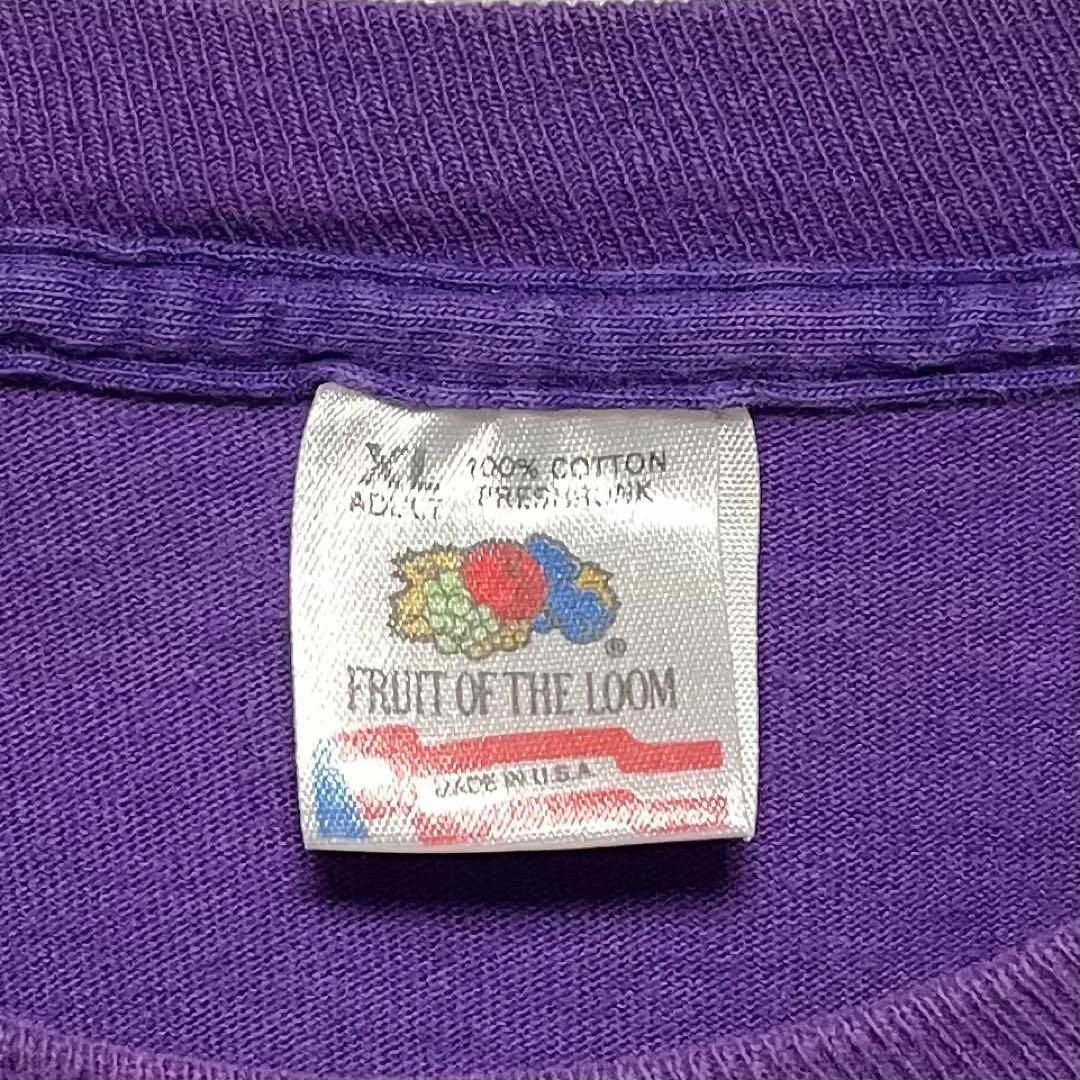 XL 100% COTTON
ADULT PRESHRUNK
®
FRUIT OF THE LOOM
MADE IN U.S.A.